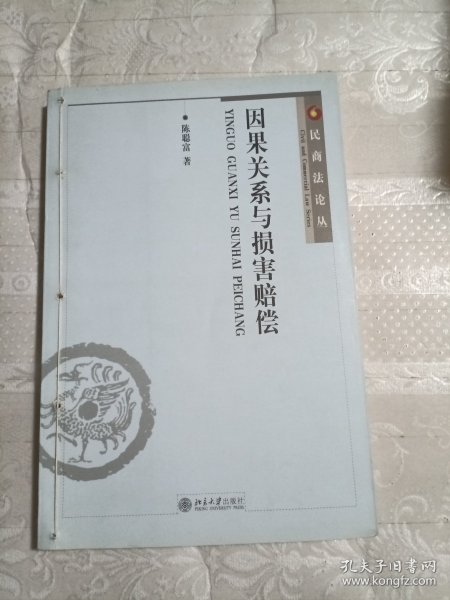 民商法论丛
Civil and Commercial Law Series
因果关系与损害赔偿
YINGUO GUANXI YU SUNHAI PEICHANG
陈聪富 著
北京大学出版社
PEKING UNIVERSITY PRESS
孔夫子旧书网
www.kongfz.com